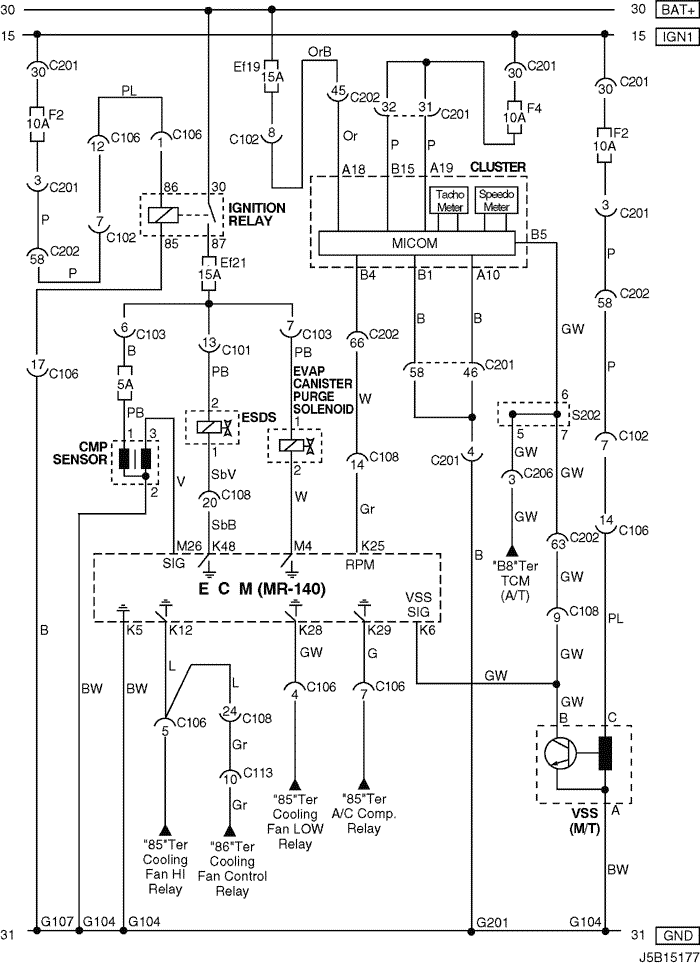 30 30 BAT+
15 15 IGN1
OrB
Ef19
15A
C201 30
PL
45 C202
32 31 C201
C201 30
F4
10A
C201 30
F2
10A
C106 12
C106 1
C102 8
Or P P
F2
10A
3 C201
86 30
A18 B15 A19 CLUSTER
Tacho Meter
Speedo Meter
3 C201
P
7 C102
IGNITION RELAY
MICOM
B5
P
58 C202
P
85 87
Ef21
15A
B4 B1 A10
58 C202
GW
6 C103
13 C101
7 C103
66 C202
B B
P
17 C106
B
5A
PB
PB
PB
EVAP CANISTER PURGE SOLENOID
W
58 46 C201
6
S202
5 7
1 3
CMP SENSOR
2
2
ESDS
1
1
2
7 C102
C201 4
GW GW
C206 3
GW
V
SbV
20 C108
SbB
W
14 C108
Gr
14 C106
63 C202
M26 K48 M4 K25
SIG RPM
E C M (MR-140)
VSS SIG
"B8"Ter TCM (A/T)
B
GW
9 C108
PL
K5 K12 K28 K29 K6
B
BW BW
L L
GW G
GW
GW
GW
C106 4
C106 7
24 C108
C106 5
Gr
10 C113
Gr
B C
A
VSS (M/T)
"85"Ter Cooling Fan LOW Relay
"85"Ter A/C Comp. Relay
"85"Ter Cooling Fan HI Relay
"86"Ter Cooling Fan Control Relay
BW
G107 G104 G104 G201 G104
31 31 GND
J5B15177